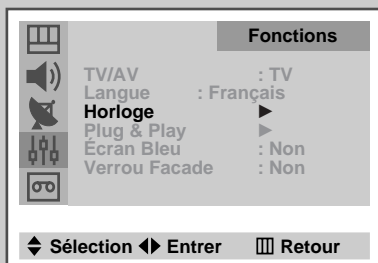 Fonctions
TV/AV : TV
Langue : Français
Horloge ►
Plug & Play ►
Écran Bleu : Non
Verrou Facade : Non
Sélection Entrer Retour